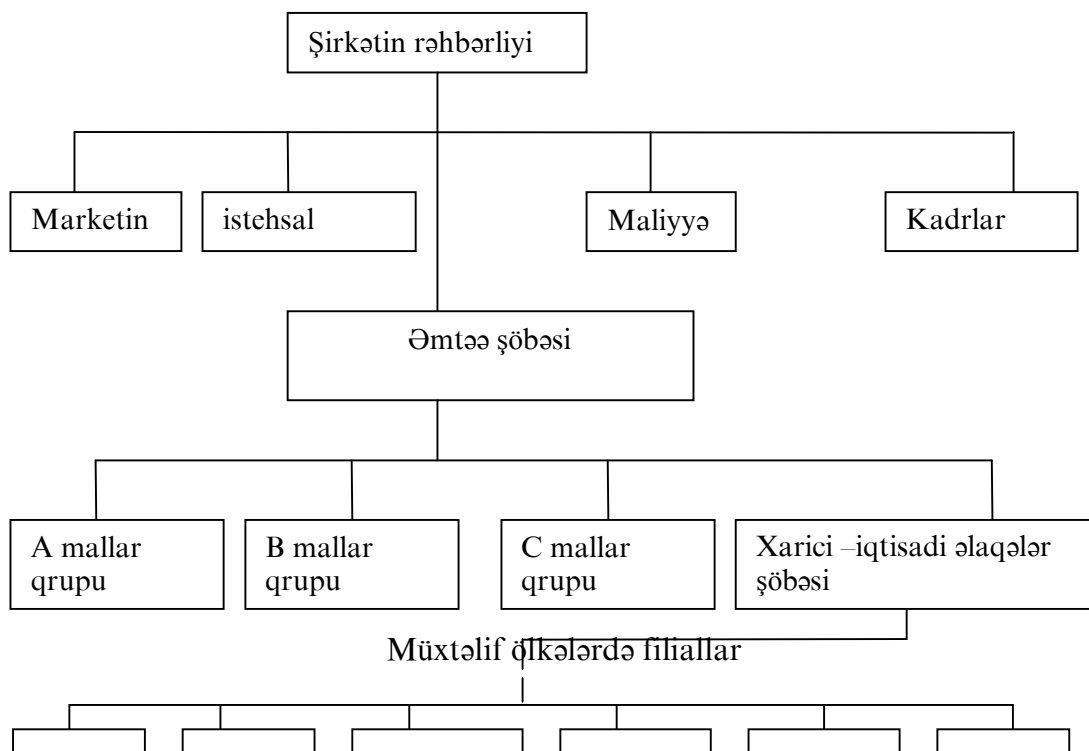 Şirkətin rəhbərliyi
Marketin
istehsal
Maliyyə
Kadrlar
Əmtəə şöbəsi
A mallar
qrupu
B mallar
qrupu
C mallar
qrupu
Xarici –iqtisadi əlaqələr
şöbəsi
Müxtəlif ölkələrdə filiallar